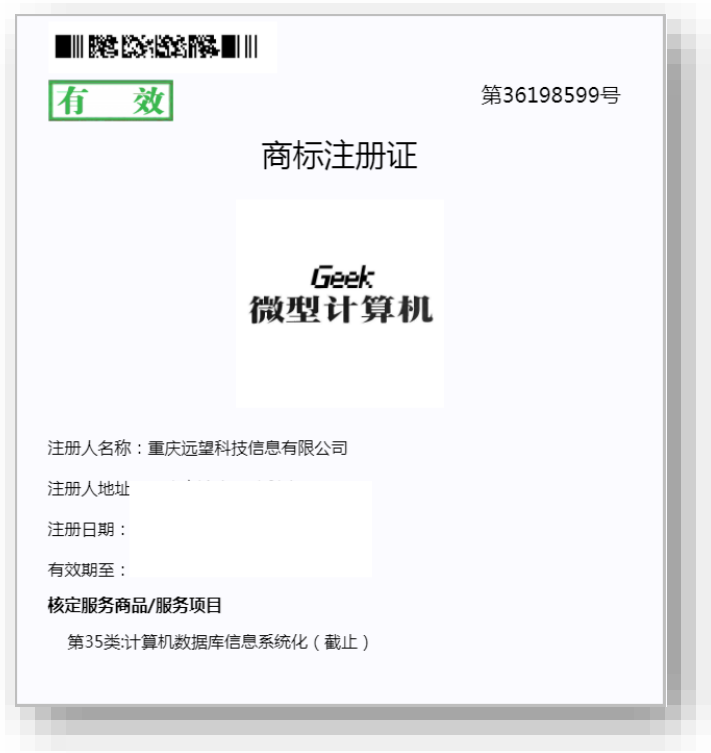 有 效
第36198599号
商标注册证
Geek
微型计算机
注册人名称：重庆远望科技信息有限公司
注册人地址
注册日期：
有效期至：
核定服务商品/服务项目
第35类:计算机数据库信息系统化（截止）